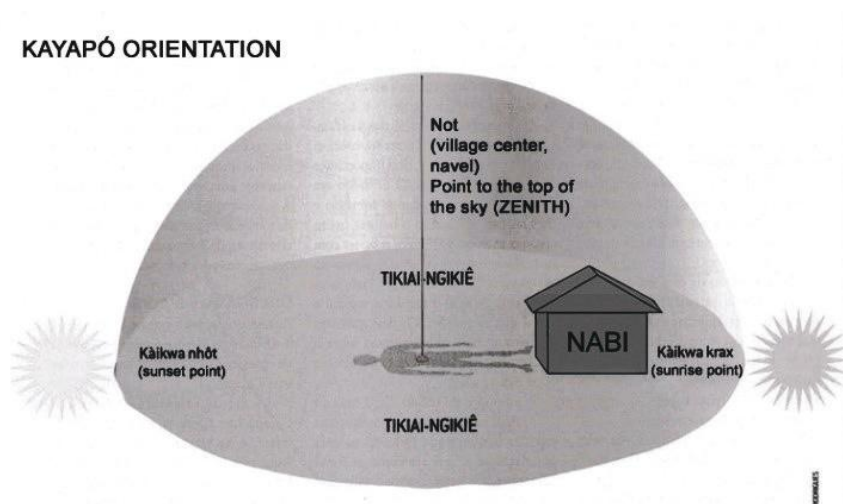 KAYAPÓ ORIENTATION
Not
(village center,
navel)
Point to the top of
the sky (ZENITH)
TIKIAI-NGIKIÊ
NABI
Kàikwa nhôt
(sunset point)
Kàikwa krax
(sunrise point)
TIKIAI-NGIKIÊ